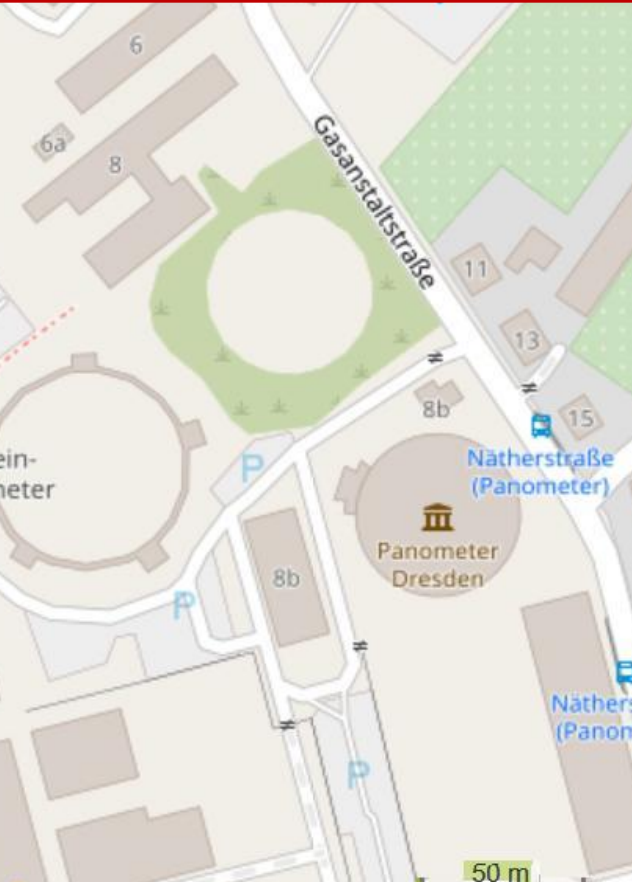 6
6a
8
Gasanstaltstraße
11
13
8b
15
P
Nätherstraße
(Panometer)
ein-
meter
Panometer
Dresden
8b
P
Näthers
(Panom
P
50 m